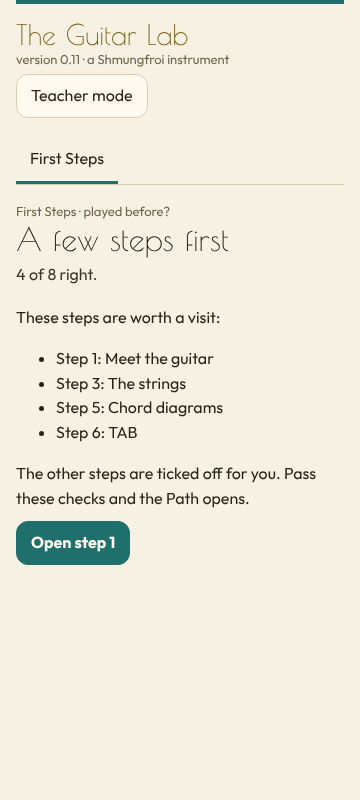 The Guitar Lab
version 0.11 · a Shmungfroi instrument
Teacher mode
First Steps
First Steps · played before?
A few steps first
4 of 8 right.
These steps are worth a visit:
• Step 1: Meet the guitar
• Step 3: The strings
• Step 5: Chord diagrams
• Step 6: TAB
The other steps are ticked off for you. Pass
these checks and the Path opens.
Open step 1